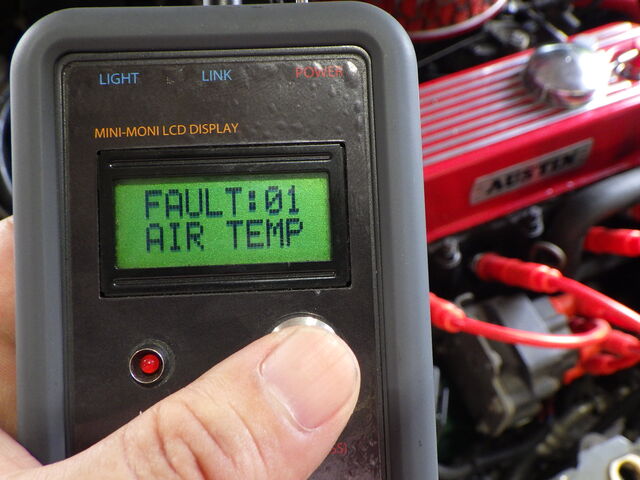 LIGHT LINK POWER
MINI-MONI LCD DISPLAY
FAULT:01
AIR TEMP
AUSTIN